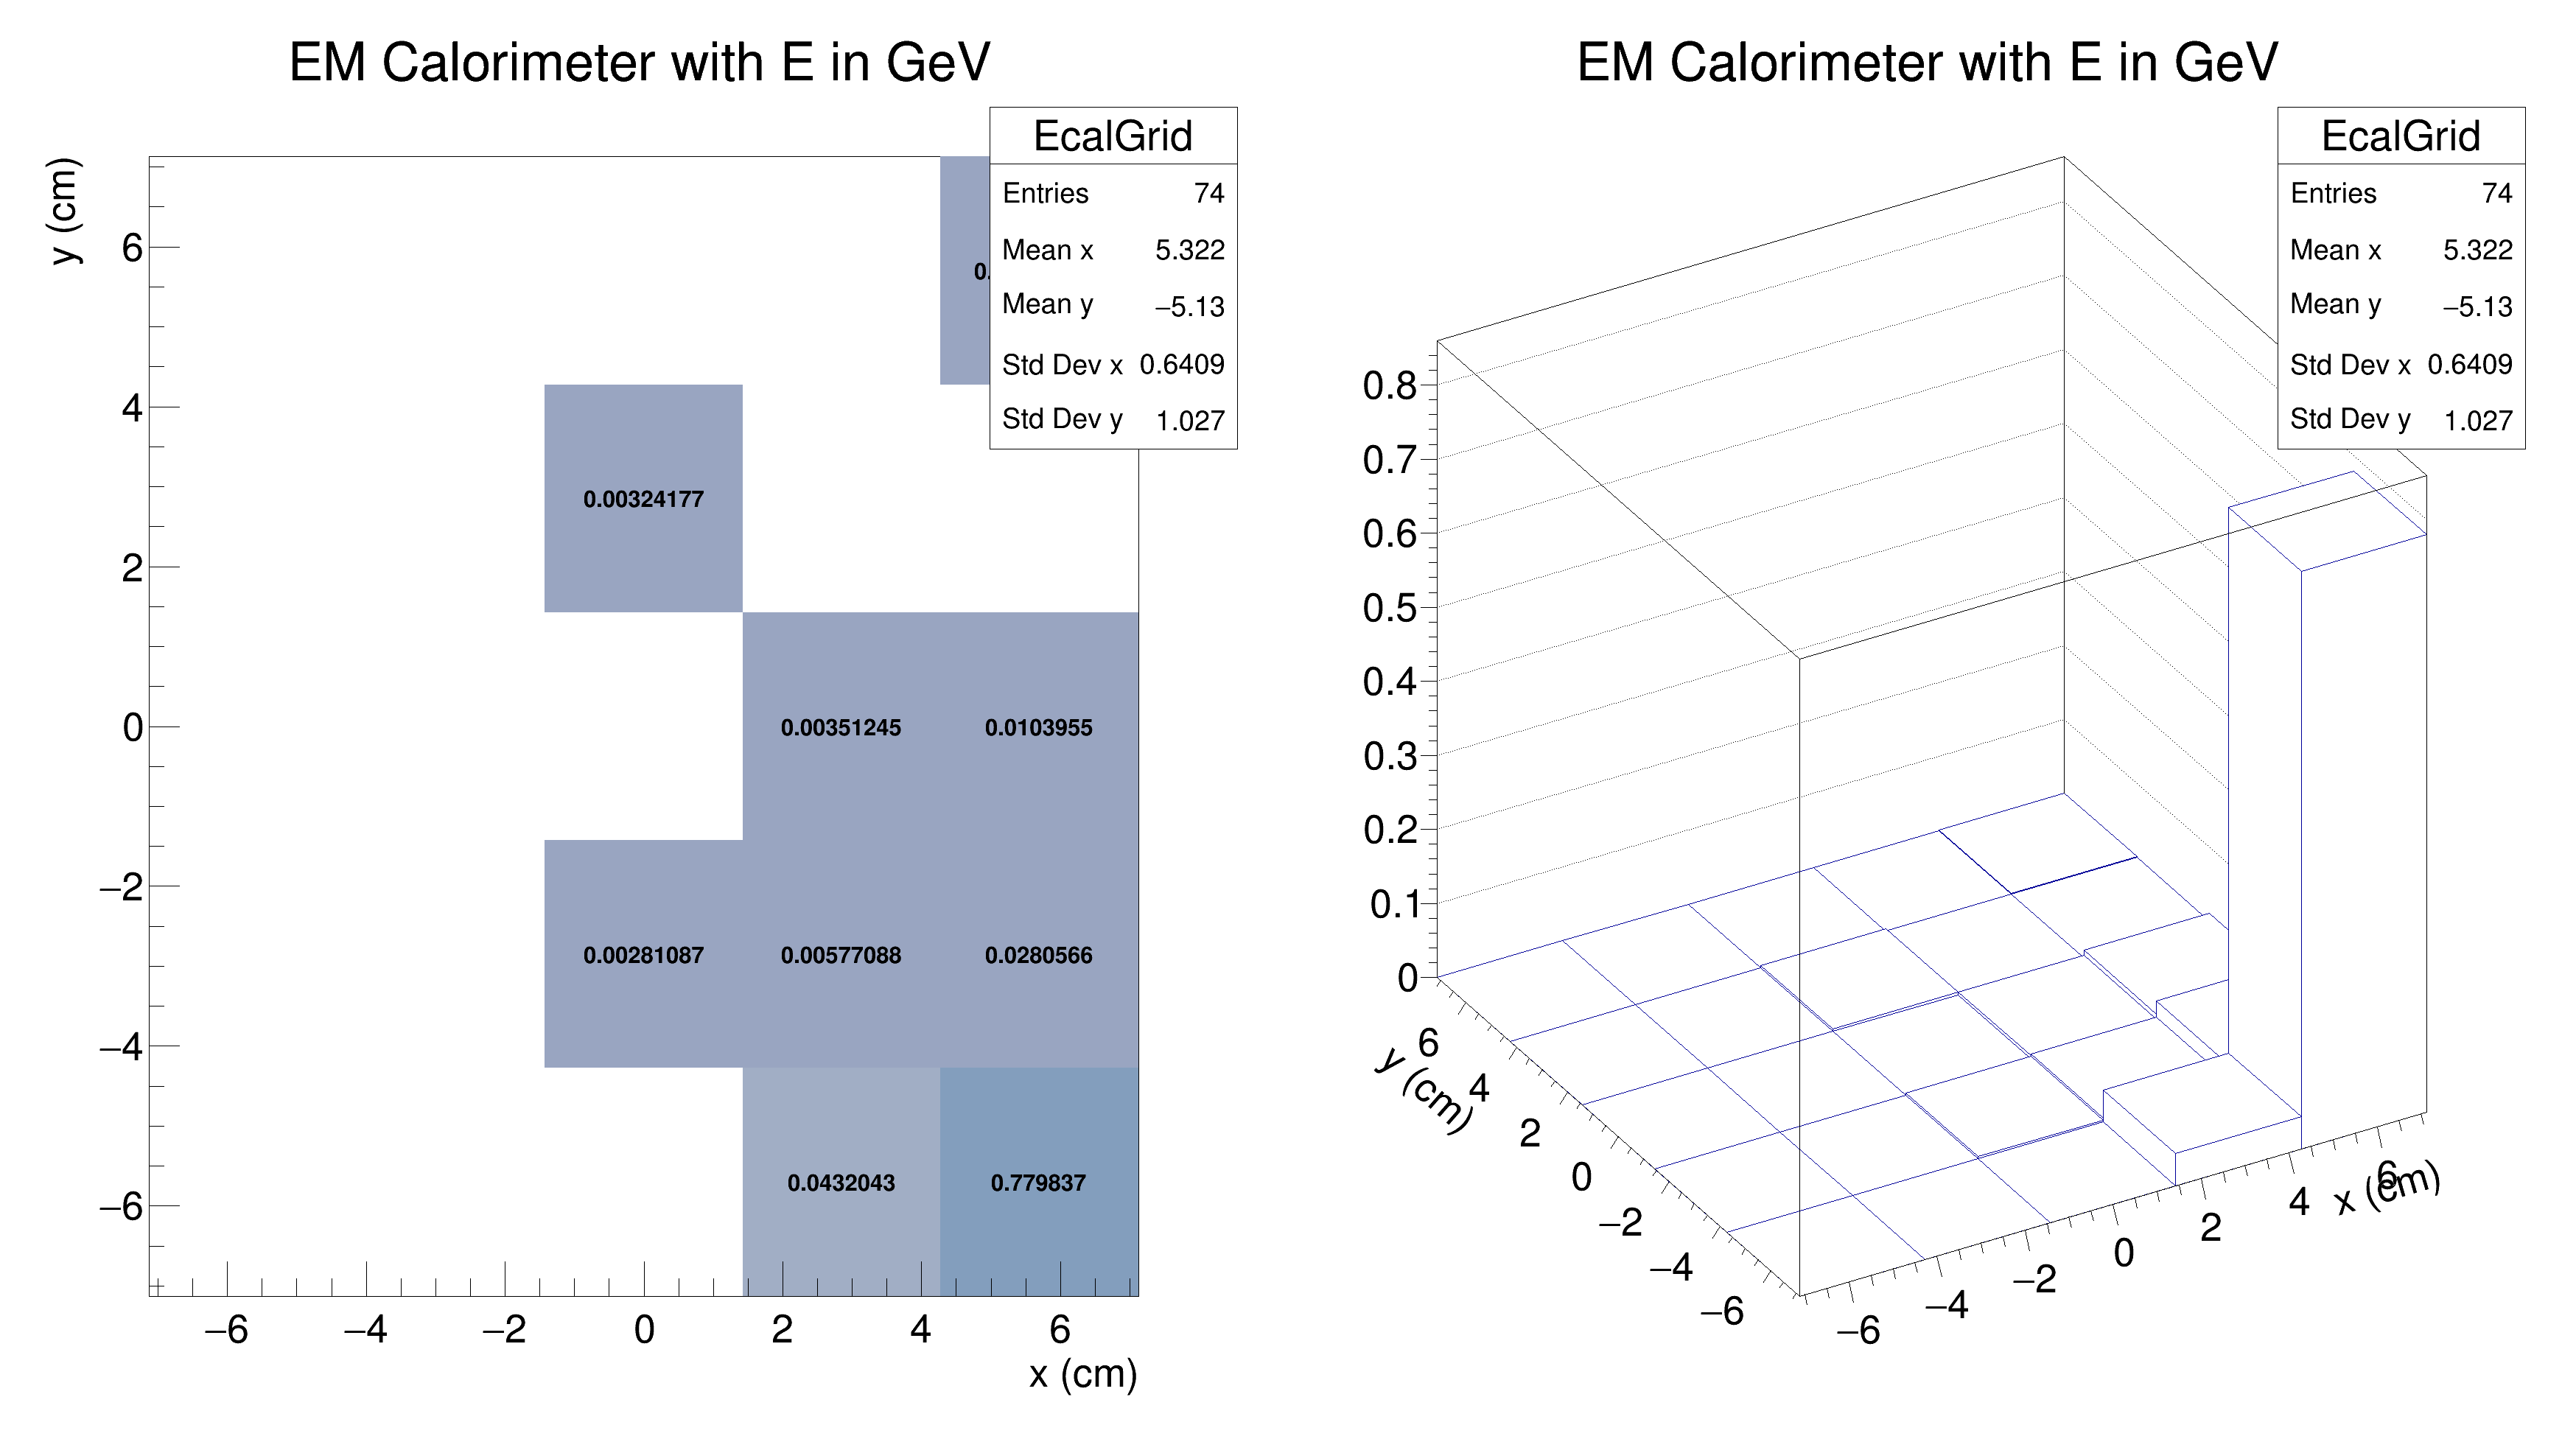 EM Calorimeter with E in GeV
EcalGrid
Entries 74
Mean x 5.322
Mean y −5.13
Std Dev x 0.6409
Std Dev y 1.027
y (cm)
6
4
2
0
−2
−4
−6
0.00324177
0.00351245 0.0103955
0.00281087 0.00577088 0.0280566
0.0432043 0.779837
−6 −4 −2 0 2 4 6
x (cm)
EM Calorimeter with E in GeV
EcalGrid
Entries 74
Mean x 5.322
Mean y −5.13
Std Dev x 0.6409
Std Dev y 1.027
0.8
0.7
0.6
0.5
0.4
0.3
0.2
0.1
0
y (cm)
6
4
2
0
−2
−4
−6
−6 −4 −2 0 2 4 6
x (cm)